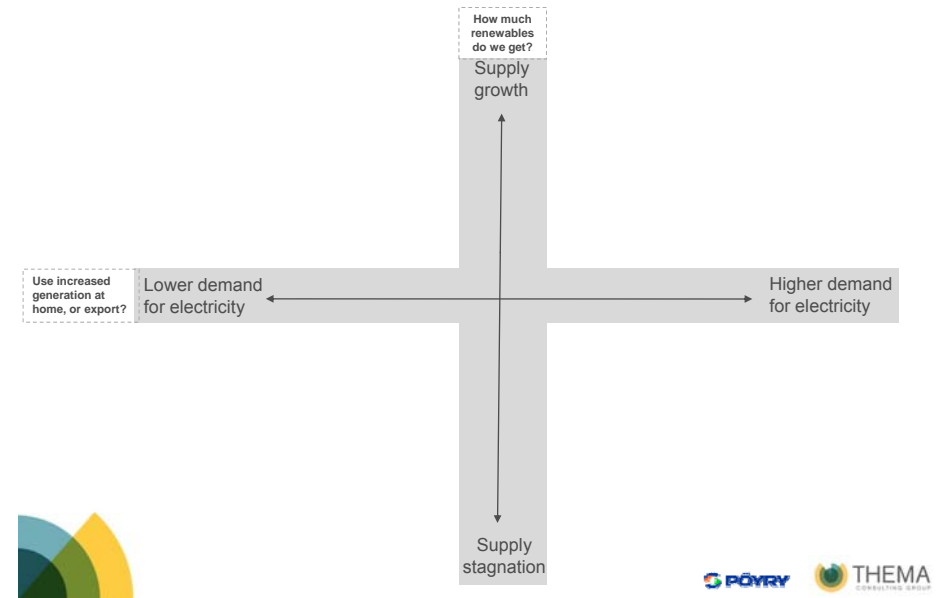 How much
renewables
do we get?
Supply
growth
Use increased
generation at
home, or export?
Lower demand
for electricity
Higher demand
for electricity
Supply
stagnation
PÖYRY
THEMA
CONSULTING GROUP